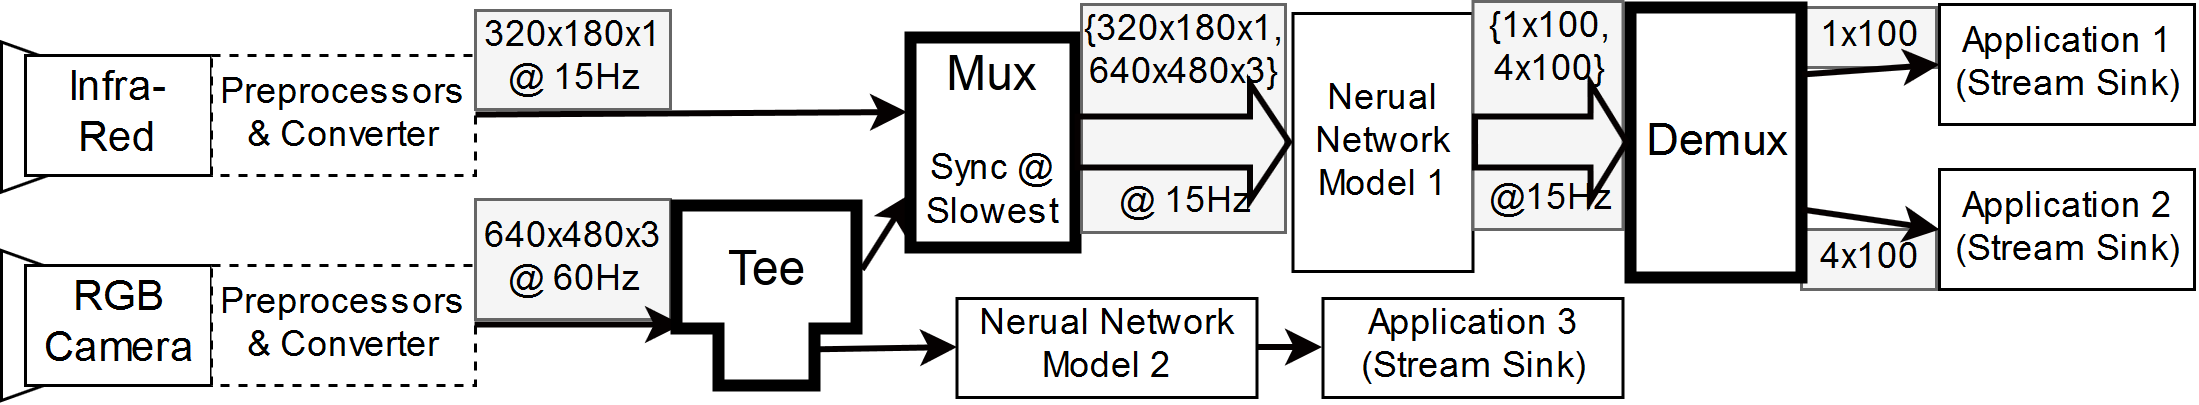 Infra-
Red
Preprocessors
& Converter
320x180x1
@ 15Hz
Mux
Sync @
Slowest
{320x180x1,
640x480x3}
@ 15Hz
Nerual
Network
Model 1
{1x100,
4x100}
@15Hz
Demux
1x100
Application 1
(Stream Sink)
4x100
Application 2
(Stream Sink)
RGB
Camera
Preprocessors
& Converter
640x480x3
@ 60Hz
Tee
Nerual Network
Model 2
Application 3
(Stream Sink)